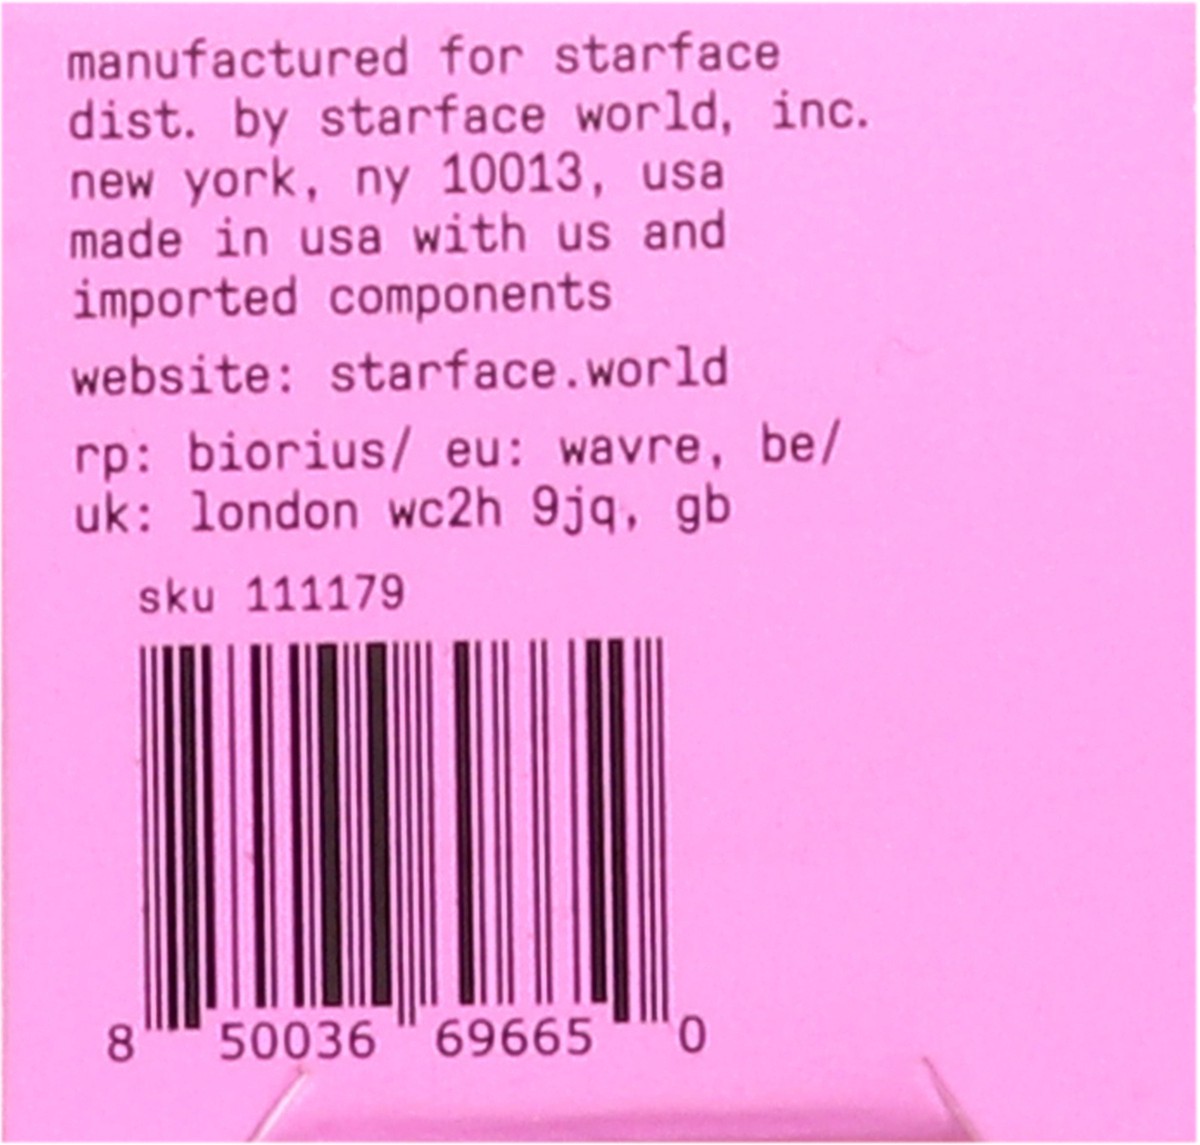 manufactured for starface
dist. by starface world, inc.
new york, ny 10013, usa
made in usa with us and
imported components
website: starface.world
rp: biorius/ eu: wavre, be/
uk: london wc2h 9jq, gb
sku 111179
8 50036 69665 0